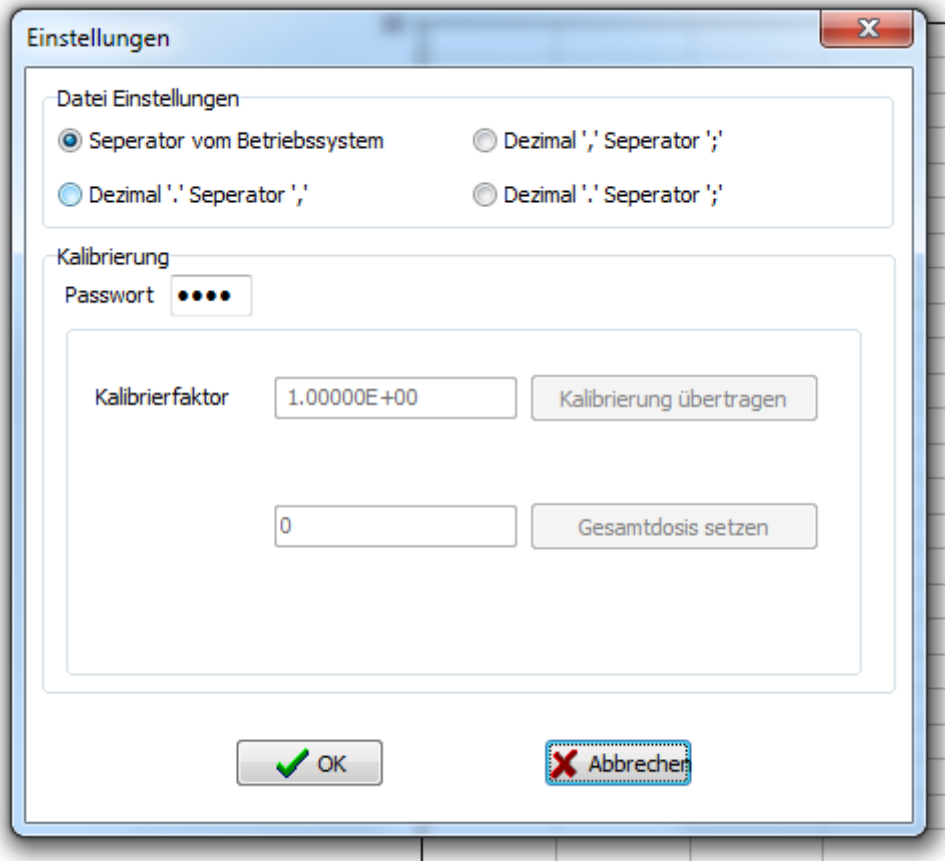 Einstellungen
Datei Einstellungen
Seperator vom Betriebssystem
Dezimal ',' Seperator ';'
Dezimal '.' Seperator ','
Dezimal '.' Seperator ';'
Kalibrierung
Passwort ••••
Kalibrierfaktor 1.00000E+00 Kalibrierung übertragen
0 Gesamtdosis setzen
OK Abbrechen